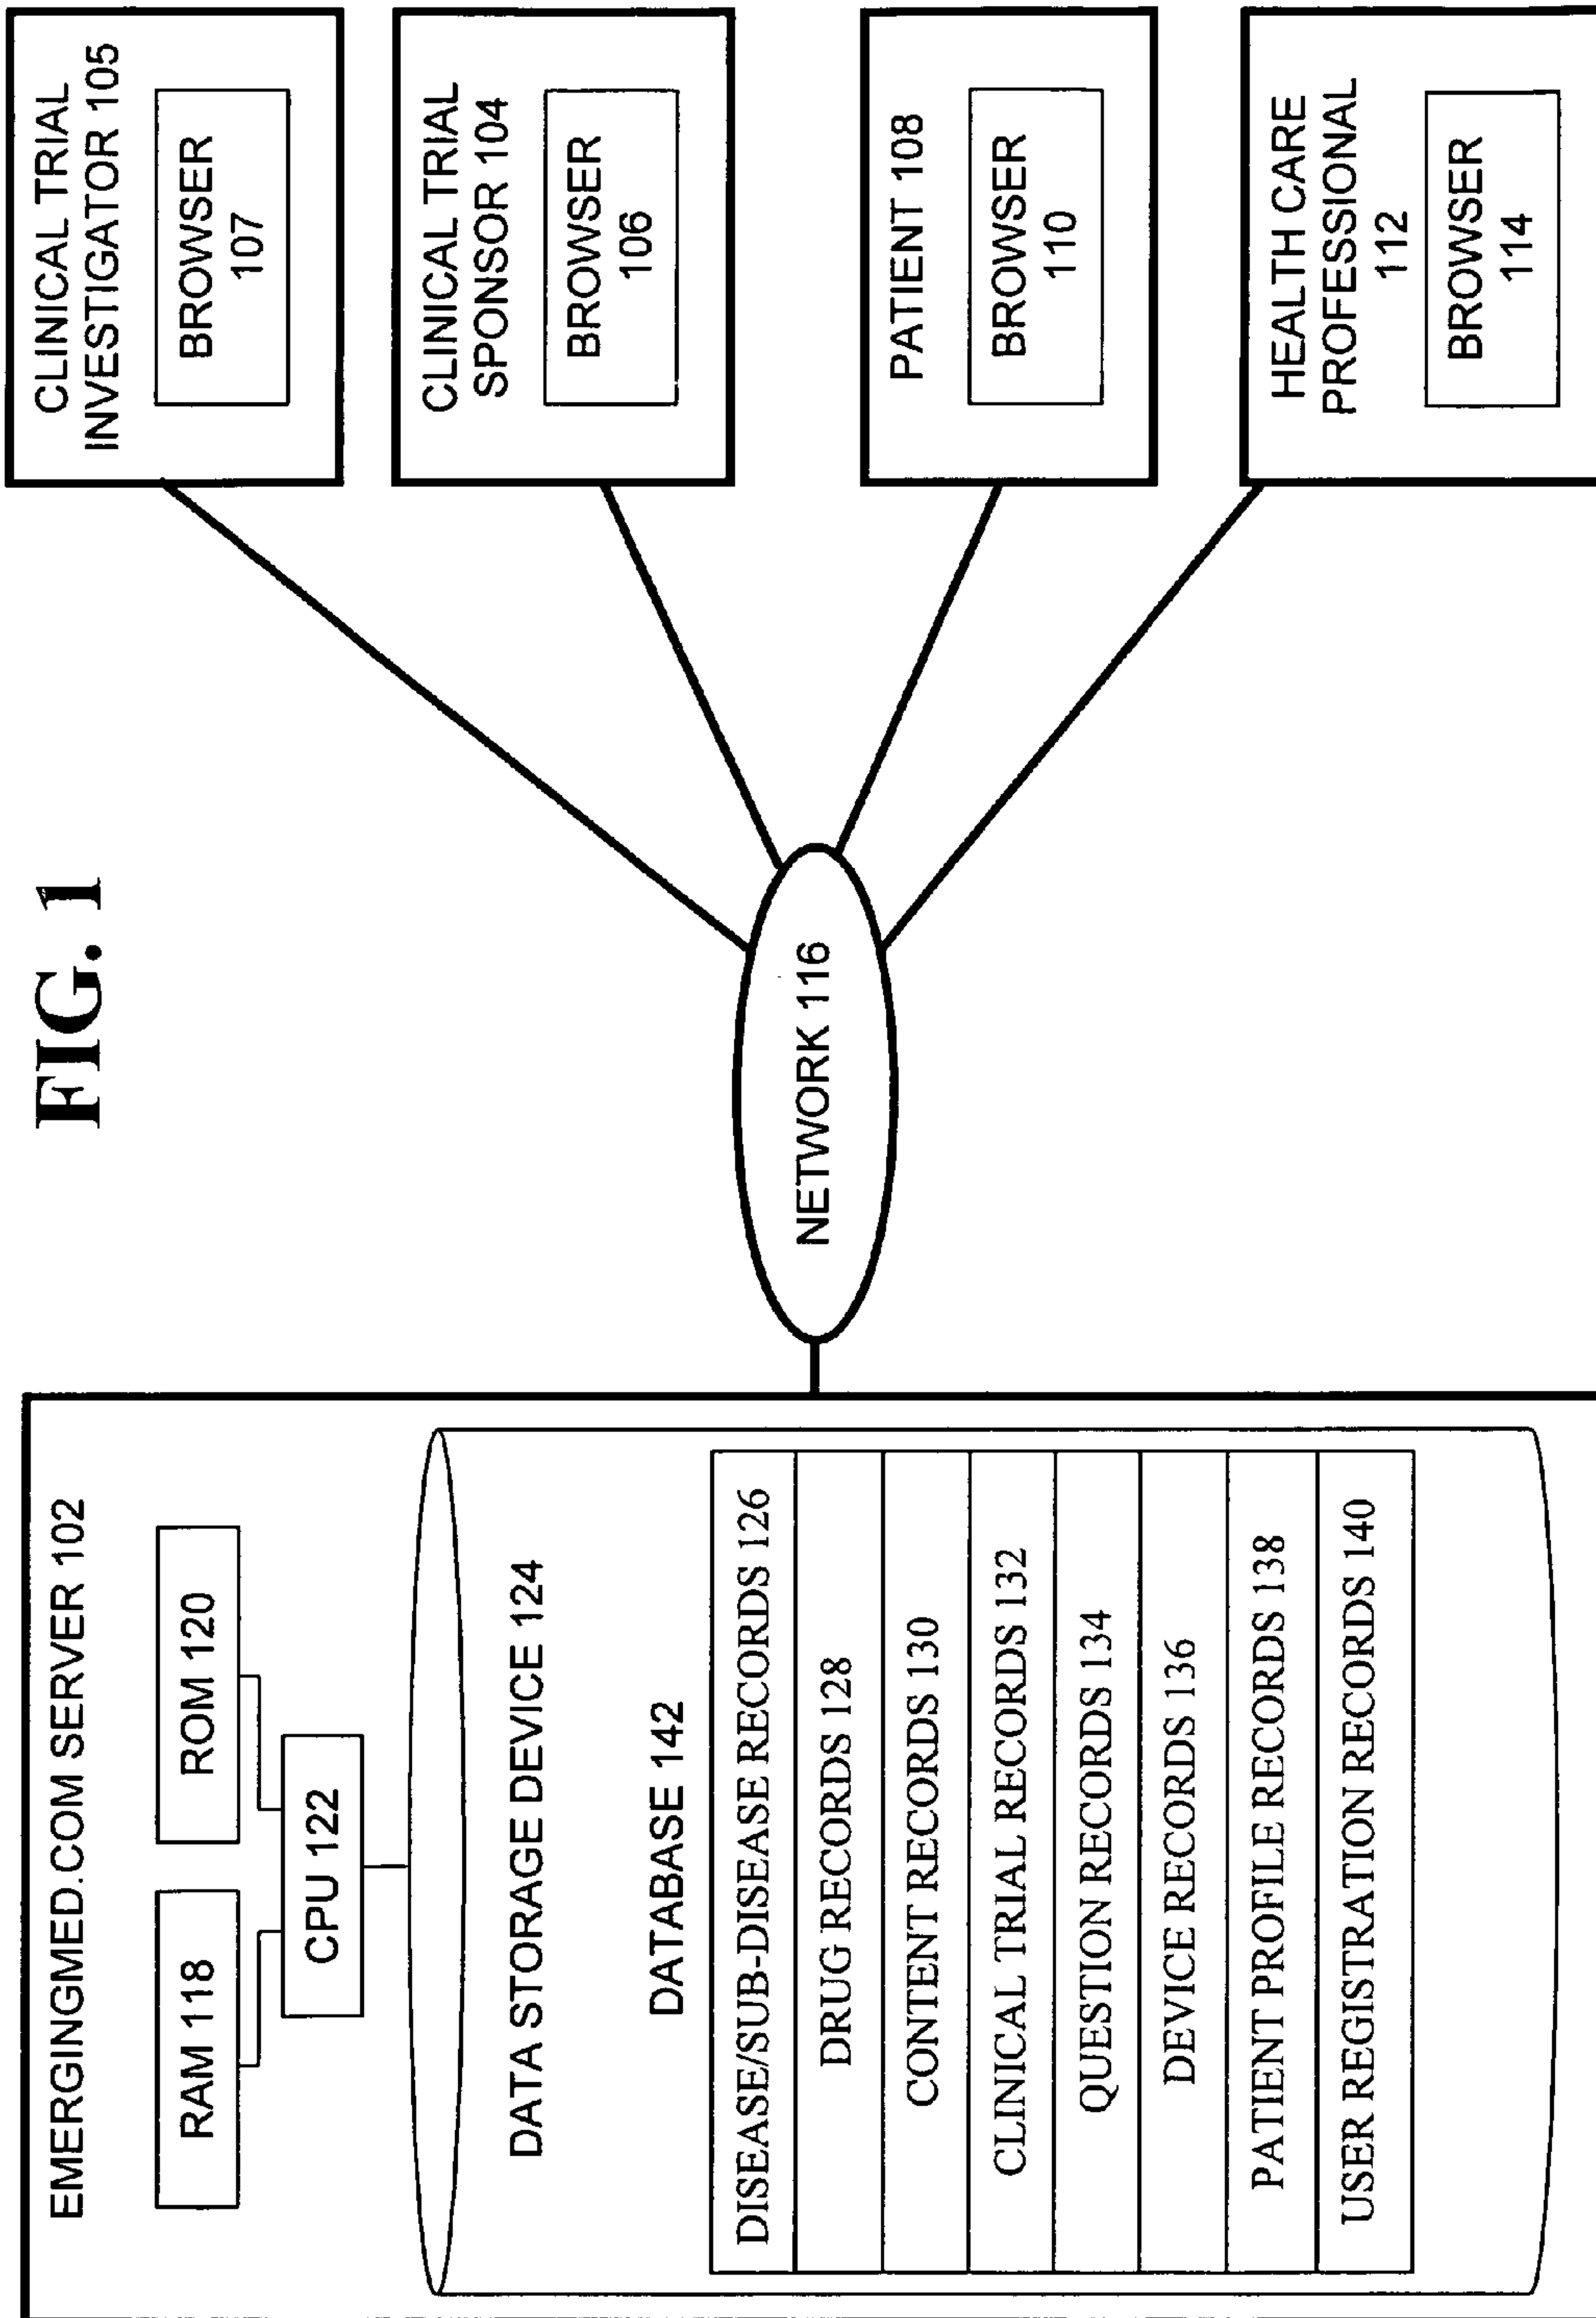 FIG. 1
EMERGINGMED.COM SERVER 102
RAM 118
ROM 120
CPU 122
DATA STORAGE DEVICE 124
DATABASE 142
DISEASE/SUB-DISEASE RECORDS 126
DRUG RECORDS 128
CONTENT RECORDS 130
CLINICAL TRIAL RECORDS 132
QUESTION RECORDS 134
DEVICE RECORDS 136
PATIENT PROFILE RECORDS 138
USER REGISTRATION RECORDS 140
NETWORK 116
CLINICAL TRIAL
INVESTIGATOR 105
BROWSER
107
CLINICAL TRIAL
SPONSOR 104
BROWSER
106
PATIENT 108
BROWSER
110
HEALTH CARE
PROFESSIONAL
112
BROWSER
114